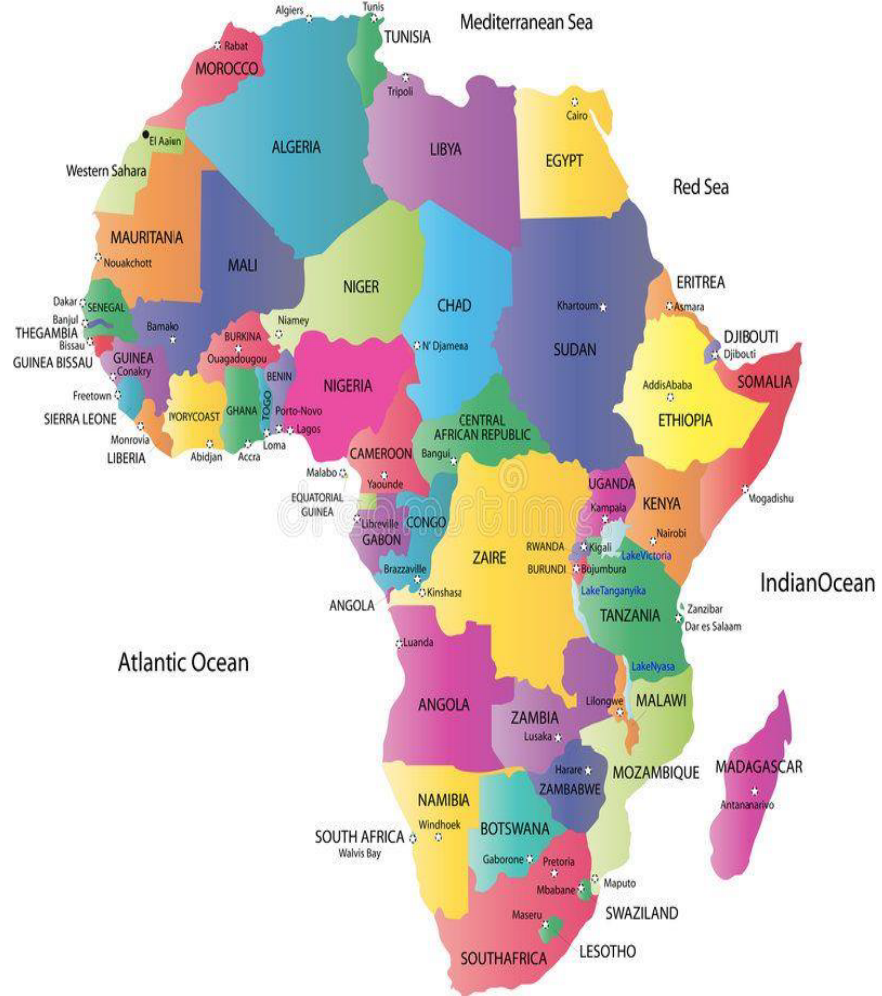 Algiers
Tunis
Mediterranean Sea
TUNISIA
Rabat
MOROCCO
Tripoli
Cairo
El Aaiun
ALGERIA
LIBYA
EGYPT
Western Sahara
Red Sea
MAURITANIA
Nouakchott
MALI
NIGER
CHAD
ERITREA
Dakar
SENEGAL
Khartoum
Asmara
Banjul
THEGAMBIA
Bamako
Niamey
BURKINA
DJIBOUTI
Bissau
GUINEA BISSAU
GUINEA
Conakry
Ouagadougou
N' Djamena
SUDAN
Djibouti
BENIN
NIGERIA
AddisAbaba
SOMALIA
Freetown
SIERRA LEONE
IVORYCOAST
GHANA
TOGO
Porto-Novo
CENTRAL
AFRICAN REPUBLIC
ETHIOPIA
Monrovia
LIBERIA
Abidjan
Accra
Loma
Lagos
CAMEROON
Bangui
Malabo
Yaounde
UGANDA
KENYA
Mogadishu
EQUATORIAL
GUINEA
dreamstime
Kampala
Libreville
GABON
CONGO
Nairobi
ZAIRE
RWANDA
Kigali
LakeVictoria
Brazzaville
BURUNDI
Bujumbura
IndianOcean
ANGOLA
Kinshasa
LakeTanganyika
TANZANIA
Zanzibar
Dar es Salaam
Luanda
Atlantic Ocean
LakeNyasa
ANGOLA
Lilongwe
MALAWI
ZAMBIA
Lusaka
Harare
MOZAMBIQUE
MADAGASCAR
ZAMBABWE
NAMIBIA
Antananarivo
Windhoek
BOTSWANA
SOUTH AFRICA
Walvis Bay
Gaborone
Pretoria
Mbabane
Maputo
Maseru
SWAZILAND
SOUTHAFRICA
LESOTHO